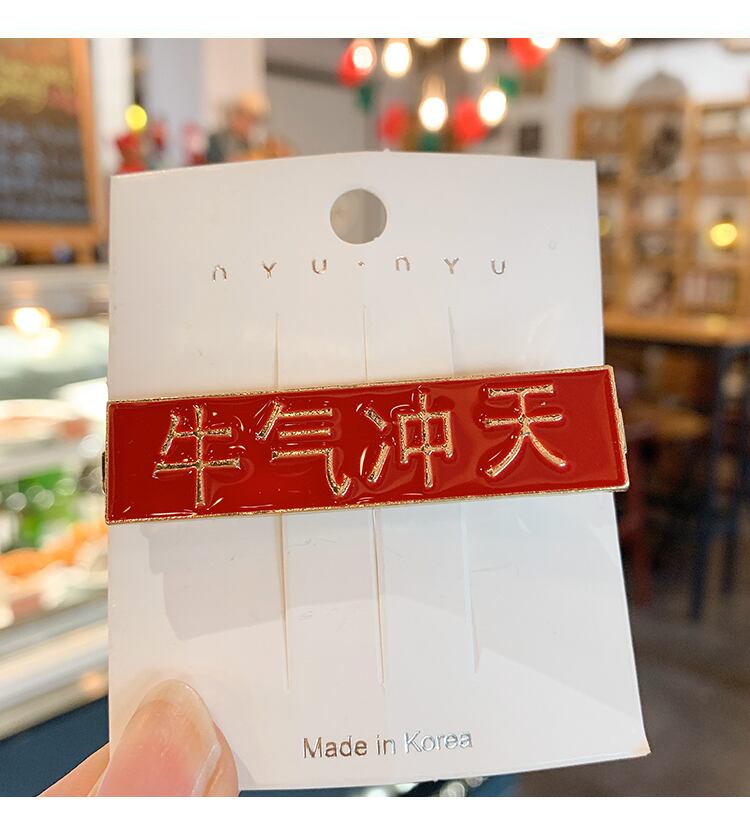 nYU·nYU
牛气冲天
Made in Korea